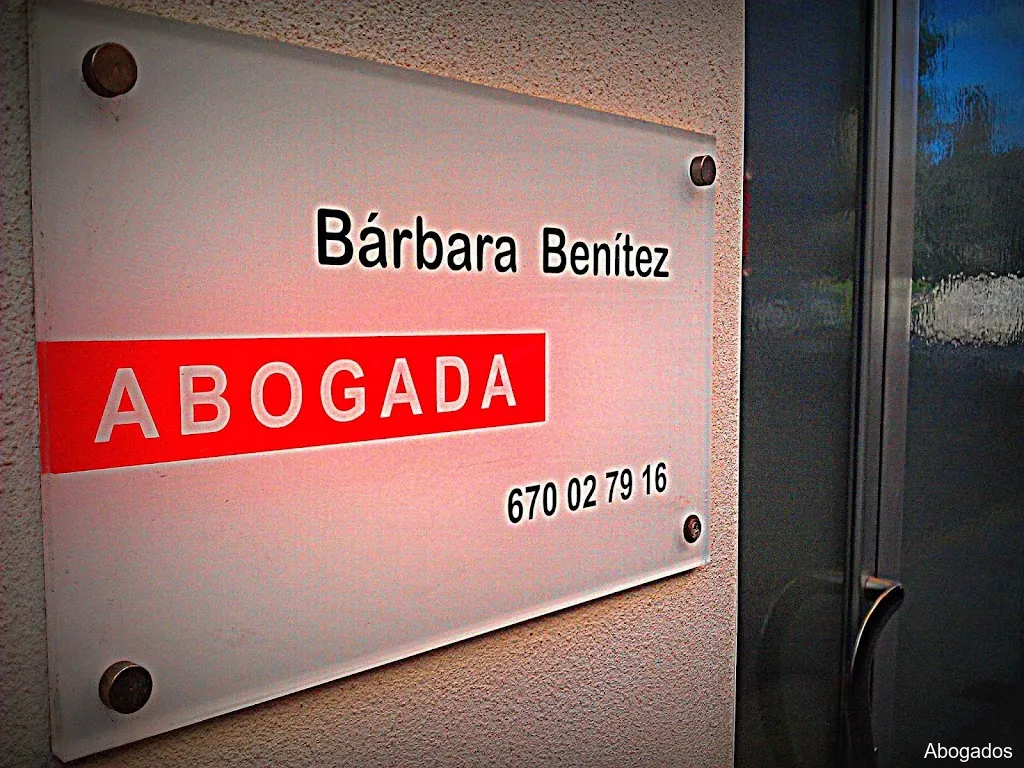 Bárbara Benítez
ABOGADA
670 02 79 16
Abogados